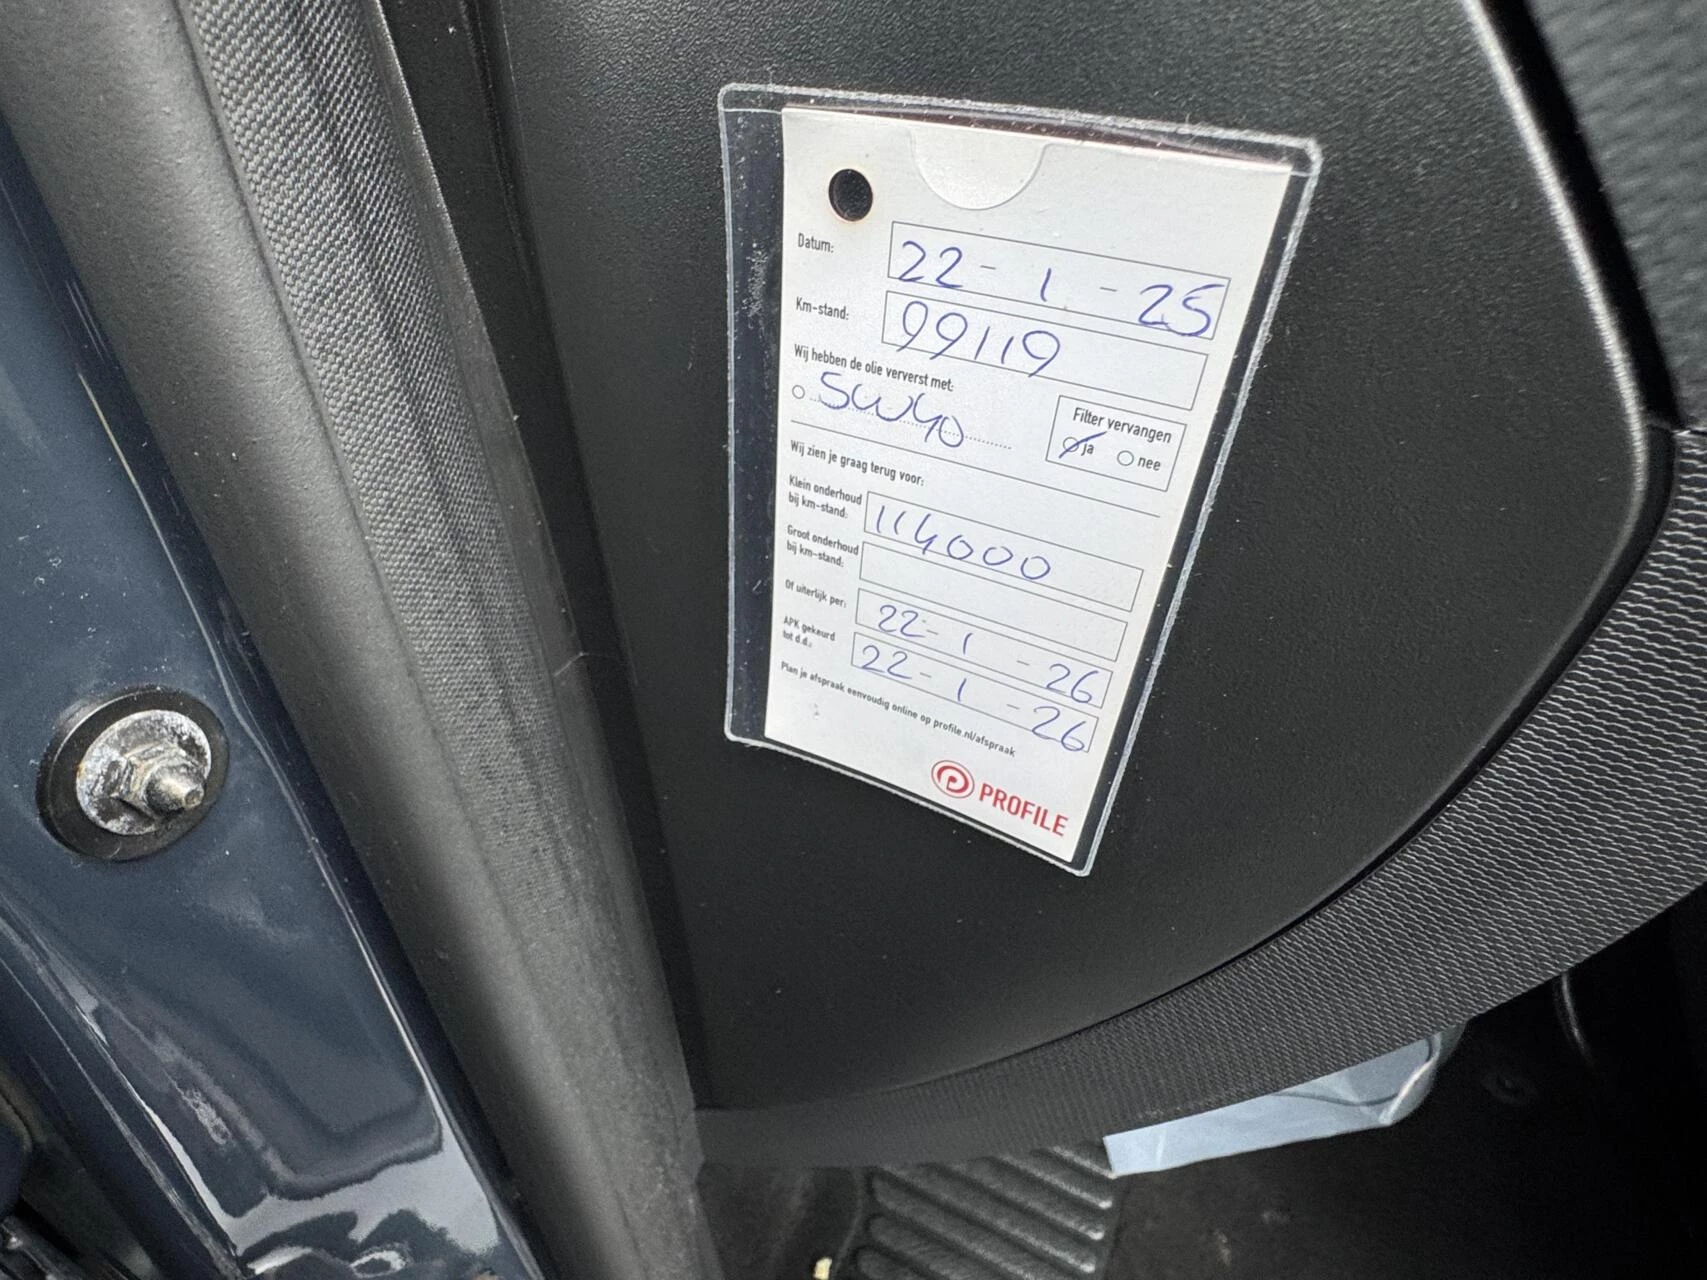 Datum: 22-1-25
Km-stand: 99119
Wij hebben de olie ververst met:
5W40
Filter vervangen
ja nee
Wij zien je graag terug voor:
Klein onderhoud
bij km-stand: 114000
Groot onderhoud
bij km-stand:
Of uiterlijk per: 22-1-26
APK gekeurd
tot d.d.: 22-1-26
Plan je afspraak eenvoudig online op profile.nl/afspraak
PROFILE